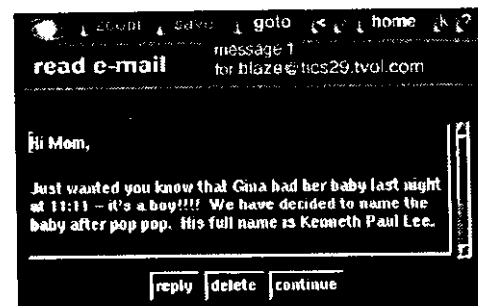 zoom save goto home ?
message 1
read e-mail for blaze@tics29.tvol.com
Hi Mom,
Just wanted you know that Gina had her baby last night
at 11:11 – it's a boy!!!! We have decided to name the
baby after pop pop. His full name is Kenneth Paul Lee.
reply delete continue